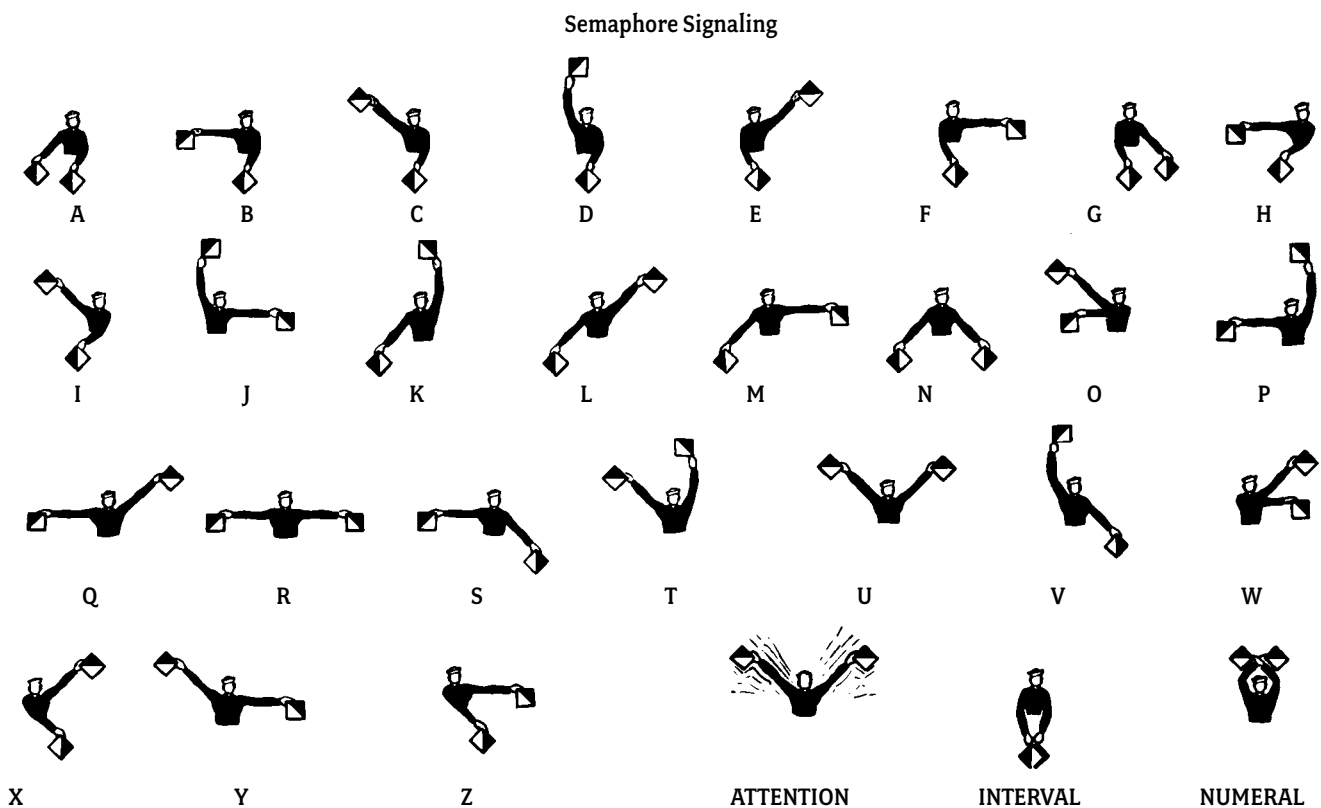 Semaphore Signaling
A B C D E F G H
I J K L M N O P
Q R S T U V W
X Y Z ATTENTION INTERVAL NUMERAL